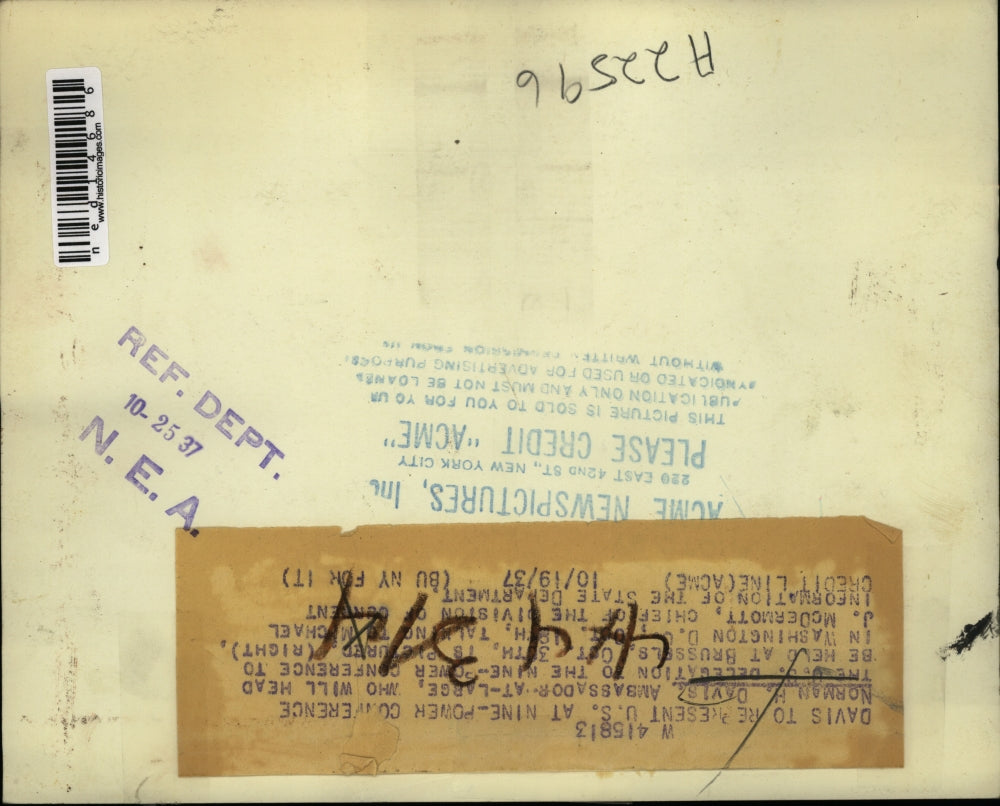 A22596
n e d 1 4 6 8 6
www.historicimages.com
REF. DEPT.
10-25 37
N. E. A.
ACME NEWSPICTURES, Inc
220 EAST 42ND ST., NEW YORK CITY
PLEASE CREDIT "ACME"
THIS PICTURE IS SOLD TO YOU FOR YOUR
PUBLICATION ONLY AND MUST NOT BE LOANED
SYNDICATED OR USED FOR ADVERTISING PURPOSES
WITHOUT WRITTEN PERMISSION FROM US
W 415813
DAVIS TO REPRESENT U.S. AT NINE-POWER CONFERENCE
NORMAN H. DAVIS, AMBASSADOR-AT-LARGE, WHO WILL HEAD
THE U.S. DELEGATION TO THE NINE-POWER CONFERENCE TO
BE HELD AT BRUSSELS, OCT. 30TH, IS PICTURED (RIGHT),
IN WASHINGTON D.C. OCT. 18TH, TALKING TO MICHAEL
J. MCDERMOTT, CHIEF OF THE DIVISION OF CURRENT
INFORMATION OF THE STATE DEPARTMENT.
CREDIT LINE(ACME) 10/19/37 (BU NY FOR IT)